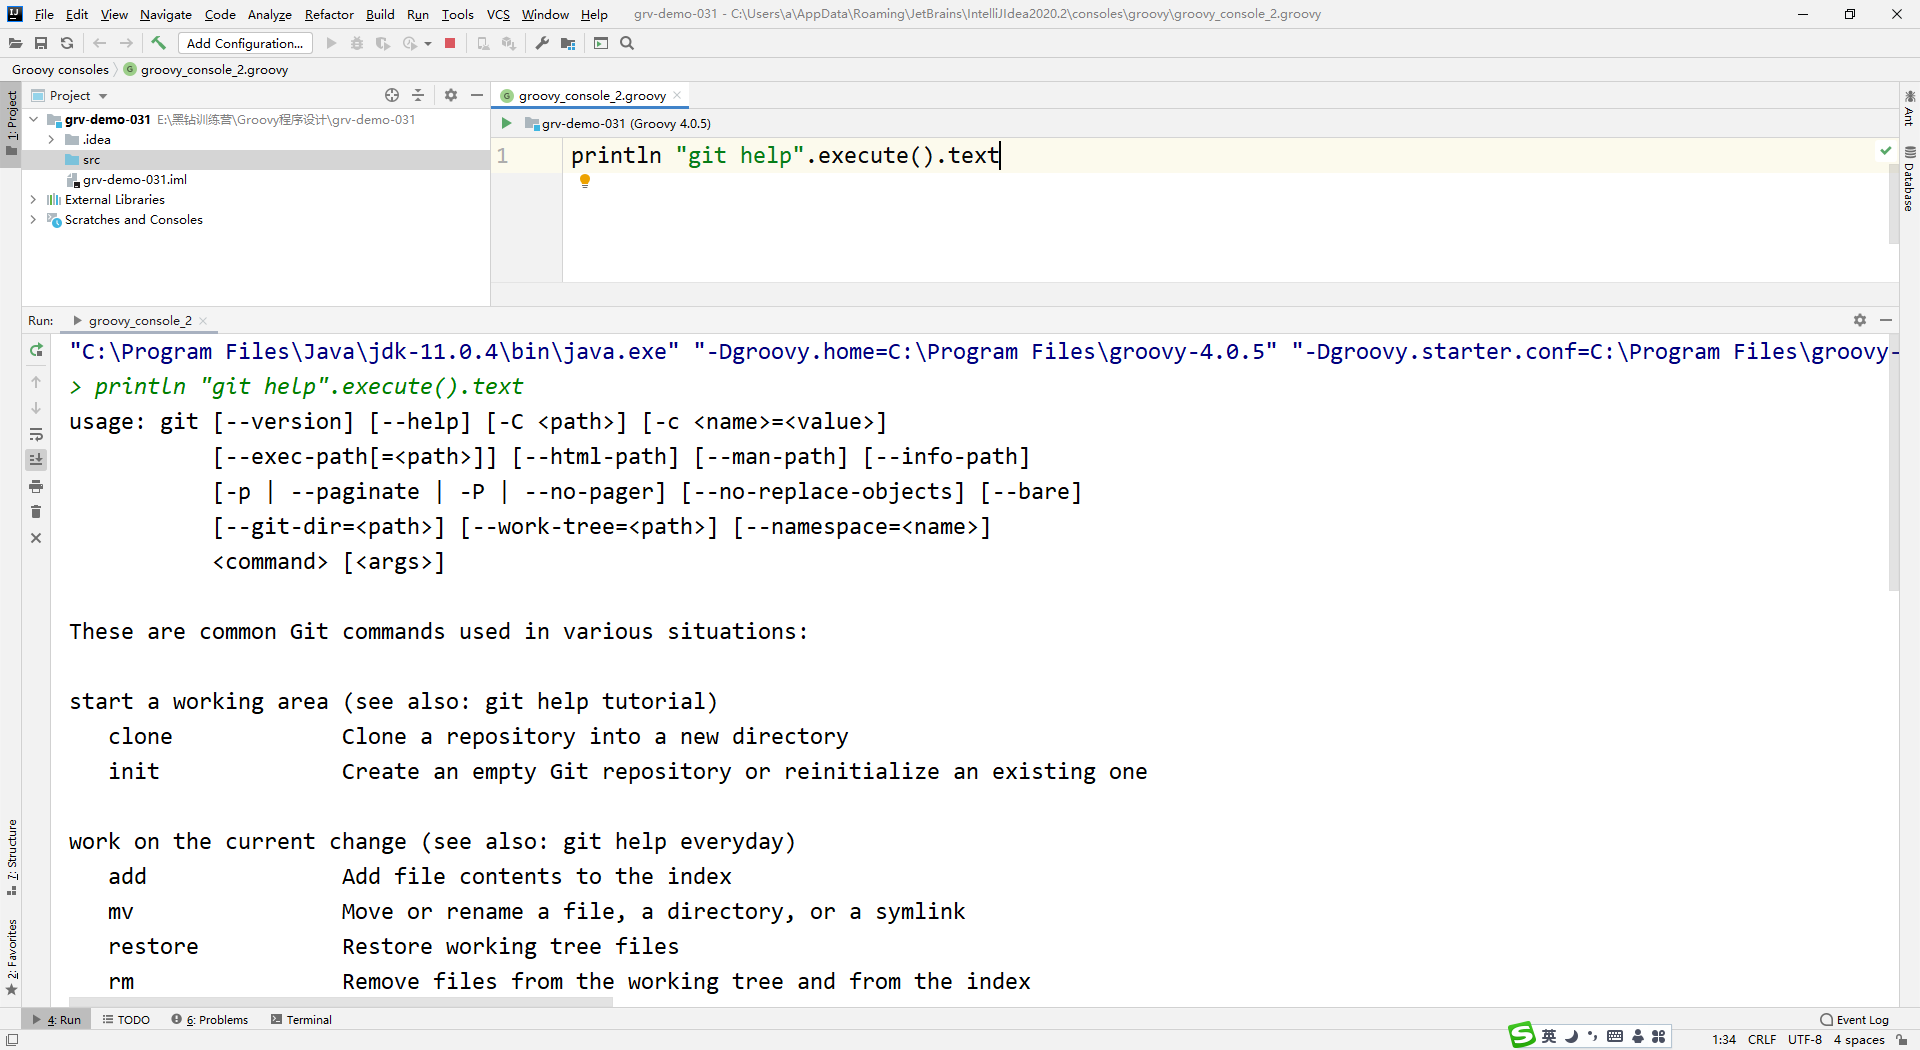 File Edit View Navigate Code Analyze Refactor Build Run Tools VCS Window Help grv-demo-031 - C:\Users\a\AppData\Roaming\JetBrains\IntelliJIdea2020.2\consoles\groovy\groovy_console_2.groovy
Add Configuration...
Groovy consoles groovy_console_2.groovy
1: Project
Project
groovy_console_2.groovy
grv-demo-031 E:\黑钻训练营\Groovy程序设计\grv-demo-031
.idea
src
grv-demo-031.iml
External Libraries
Scratches and Consoles
grv-demo-031 (Groovy 4.0.5)
1 println "git help".execute().text
Ant
Database
Run: groovy_console_2
"C:\Program Files\Java\jdk-11.0.4\bin\java.exe" "-Dgroovy.home=C:\Program Files\groovy-4.0.5" "-Dgroovy.starter.conf=C:\Program Files\groovy-
> println "git help".execute().text
usage: git [--version] [--help] [-C <path>] [-c <name>=<value>]
[--exec-path[=<path>]] [--html-path] [--man-path] [--info-path]
[-p | --paginate | -P | --no-pager] [--no-replace-objects] [--bare]
[--git-dir=<path>] [--work-tree=<path>] [--namespace=<name>]
<command> [<args>]
These are common Git commands used in various situations:
start a working area (see also: git help tutorial)
clone Clone a repository into a new directory
init Create an empty Git repository or reinitialize an existing one
work on the current change (see also: git help everyday)
add Add file contents to the index
mv Move or rename a file, a directory, or a symlink
restore Restore working tree files
rm Remove files from the working tree and from the index
7: Structure
2: Favorites
4: Run TODO 6: Problems Terminal Event Log
英
1:34 CRLF UTF-8 4 spaces